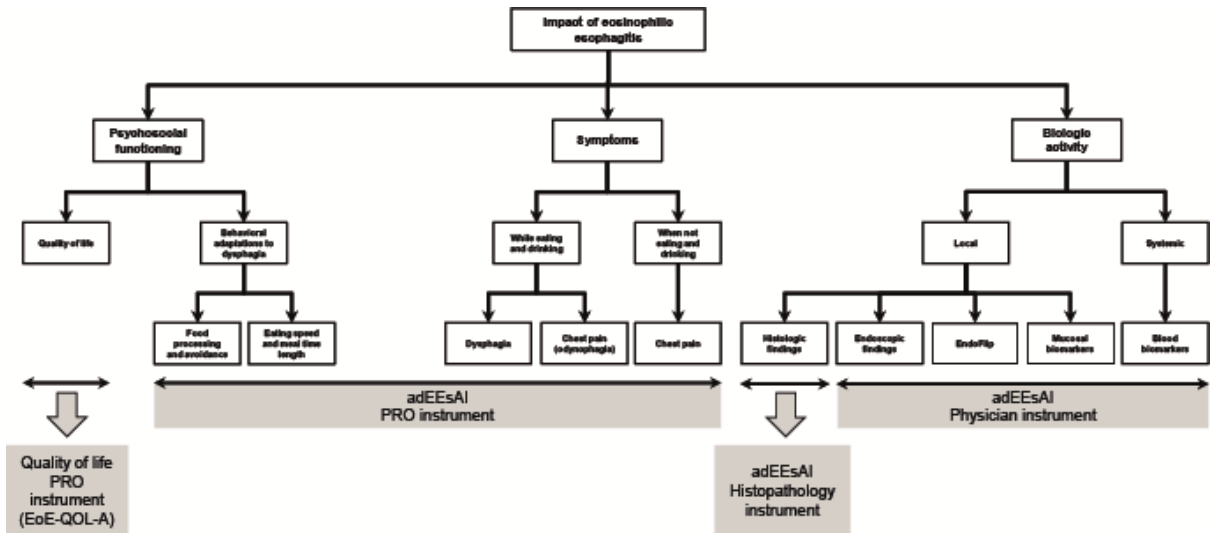 Impact of eosinophilic
esophagitis
Psychosocial
functioning
Symptoms
Biologic
activity
Quality of life
Behavioral
adaptations to
dysphagia
While eating
and drinking
When not
eating and
drinking
Local
Systemic
Food
processing
and avoidance
Eating speed
and meal time
length
Dysphagia
Chest pain
(odynophagia)
Chest pain
Histologic
findings
Endoscopic
findings
EndoFlip
Mucosal
biomarkers
Blood
biomarkers
adEEsAI
PRO instrument
adEEsAI
Physician instrument
Quality of life
PRO
instrument
(EoE-QOL-A)
adEEsAI
Histopathology
instrument